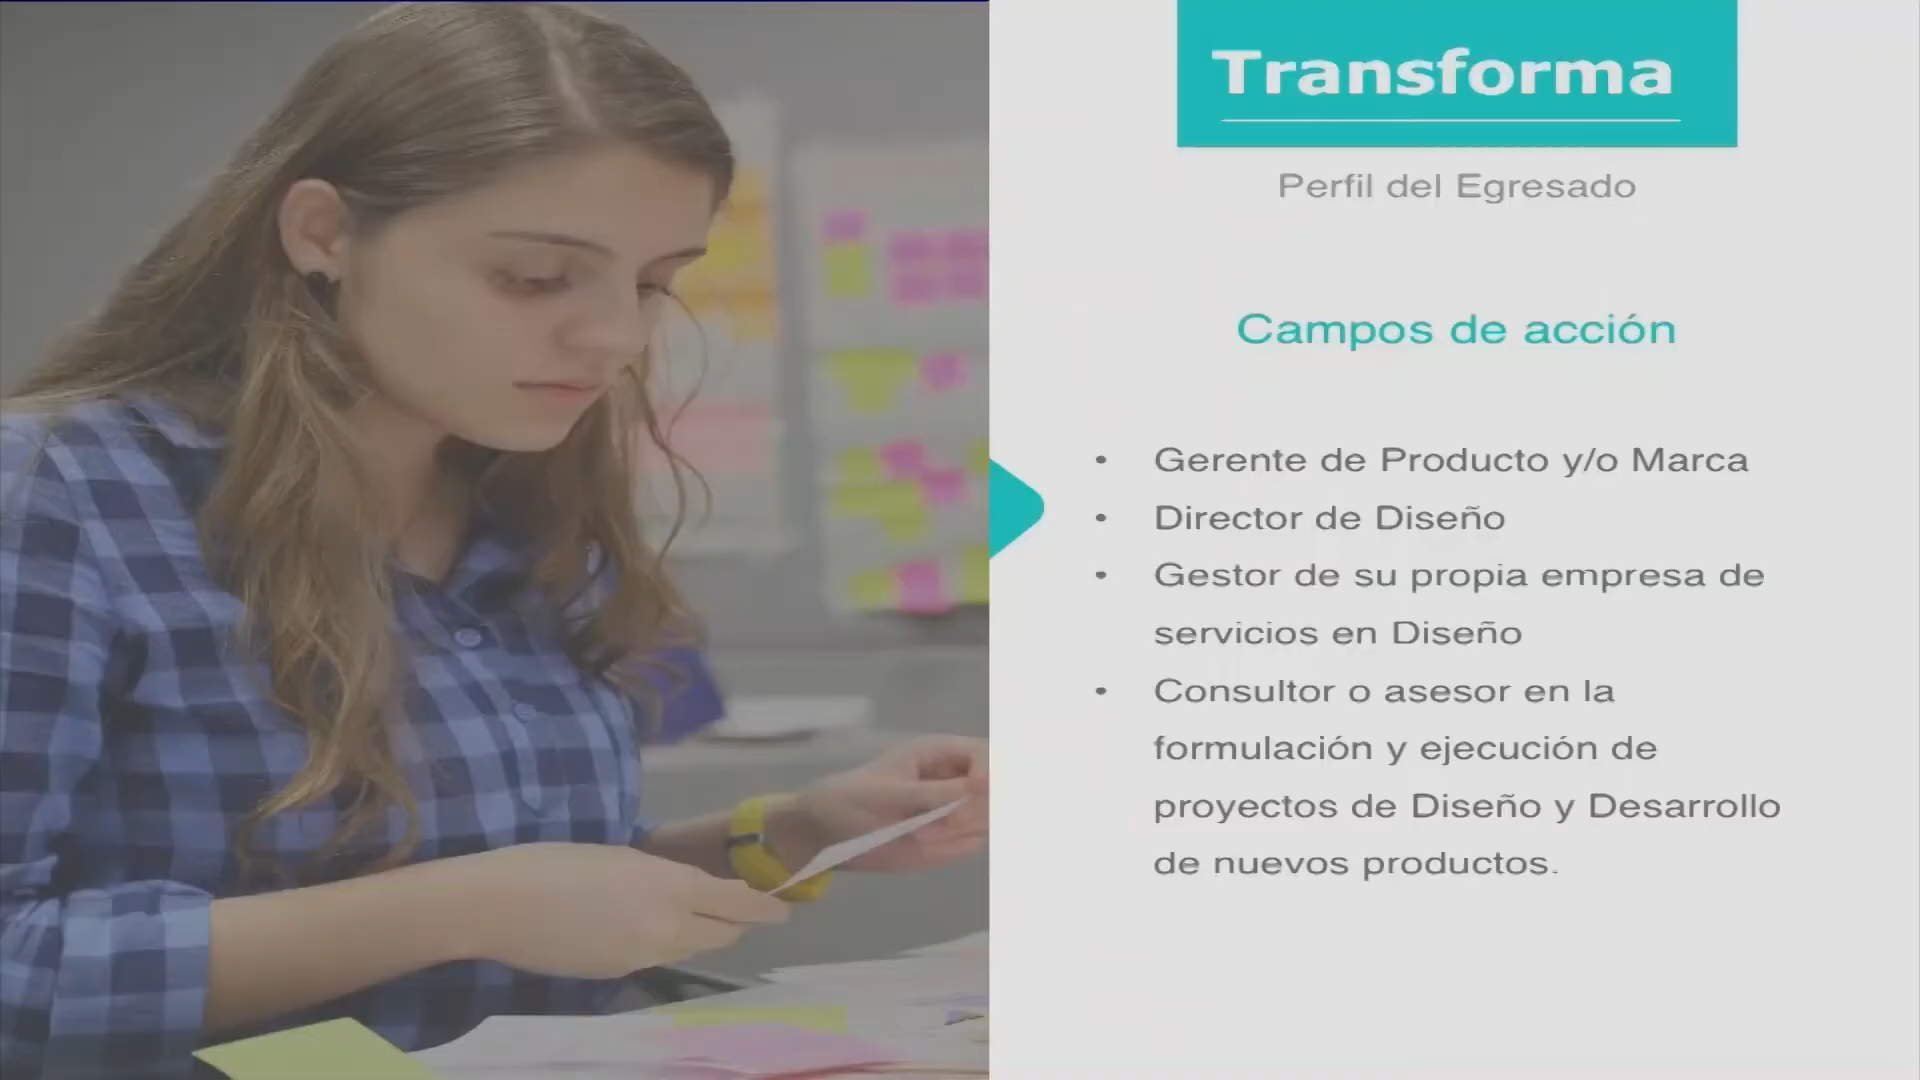 Transforma
Perfil del Egresado
Campos de acción
• Gerente de Producto y/o Marca
• Director de Diseño
• Gestor de su propia empresa de
servicios en Diseño
• Consultor o asesor en la
formulación y ejecución de
proyectos de Diseño y Desarrollo
de nuevos productos.